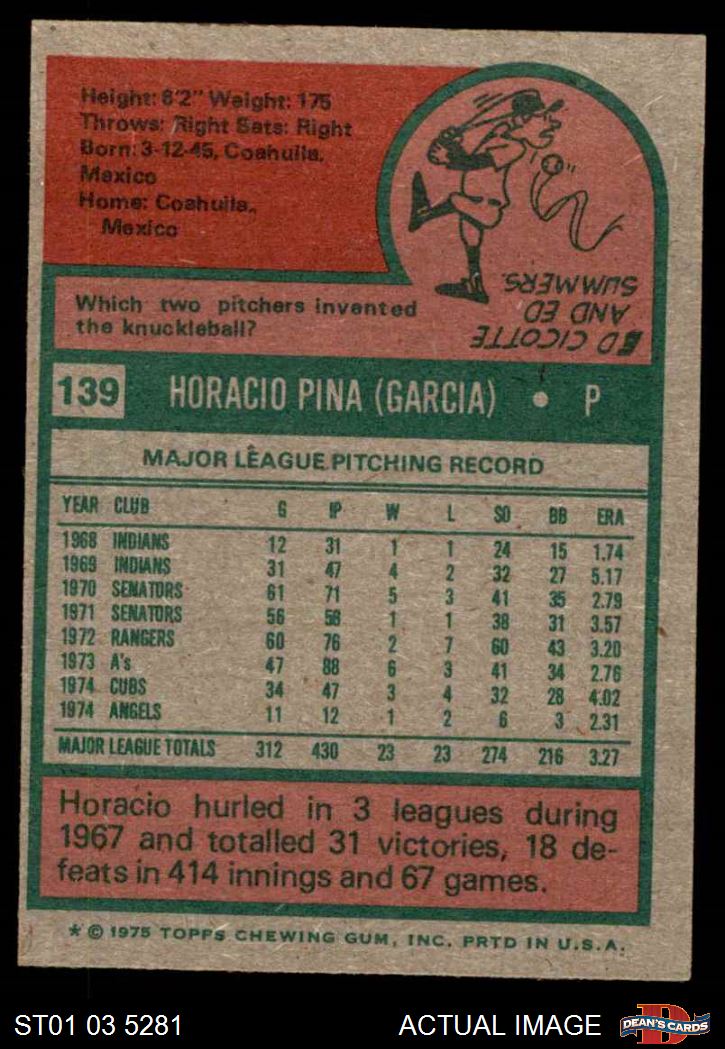 Height: 6'2" Weight: 175
Throws: Right Bats: Right
Born: 3-12-45, Coahuila,
Mexico
Home: Coahuila,
Mexico
ED CICOTTE
AND ED
SUMMERS.
Which two pitchers invented
the knuckleball?
139 HORACIO PINA (GARCIA) • P
MAJOR LEAGUE PITCHING RECORD
YEAR CLUB G IP W L SO BB ERA
1968 INDIANS 12 31 1 1 24 15 1.74
1969 INDIANS 31 47 4 2 32 27 5.17
1970 SENATORS 61 71 5 3 41 35 2.79
1971 SENATORS 56 58 1 1 38 31 3.57
1972 RANGERS 60 76 2 7 60 43 3.20
1973 A's 47 88 6 3 41 34 2.76
1974 CUBS 34 47 3 4 32 28 4.02
1974 ANGELS 11 12 1 2 6 3 2.31
MAJOR LEAGUE TOTALS 312 430 23 23 274 216 3.27
Horacio hurled in 3 leagues during
1967 and totalled 31 victories, 18 de-
feats in 414 innings and 67 games.
* © 1975 TOPPS CHEWING GUM, INC. PRTD IN U.S.A.
ST01 03 5281 ACTUAL IMAGE
D
DEAN'S CARDS